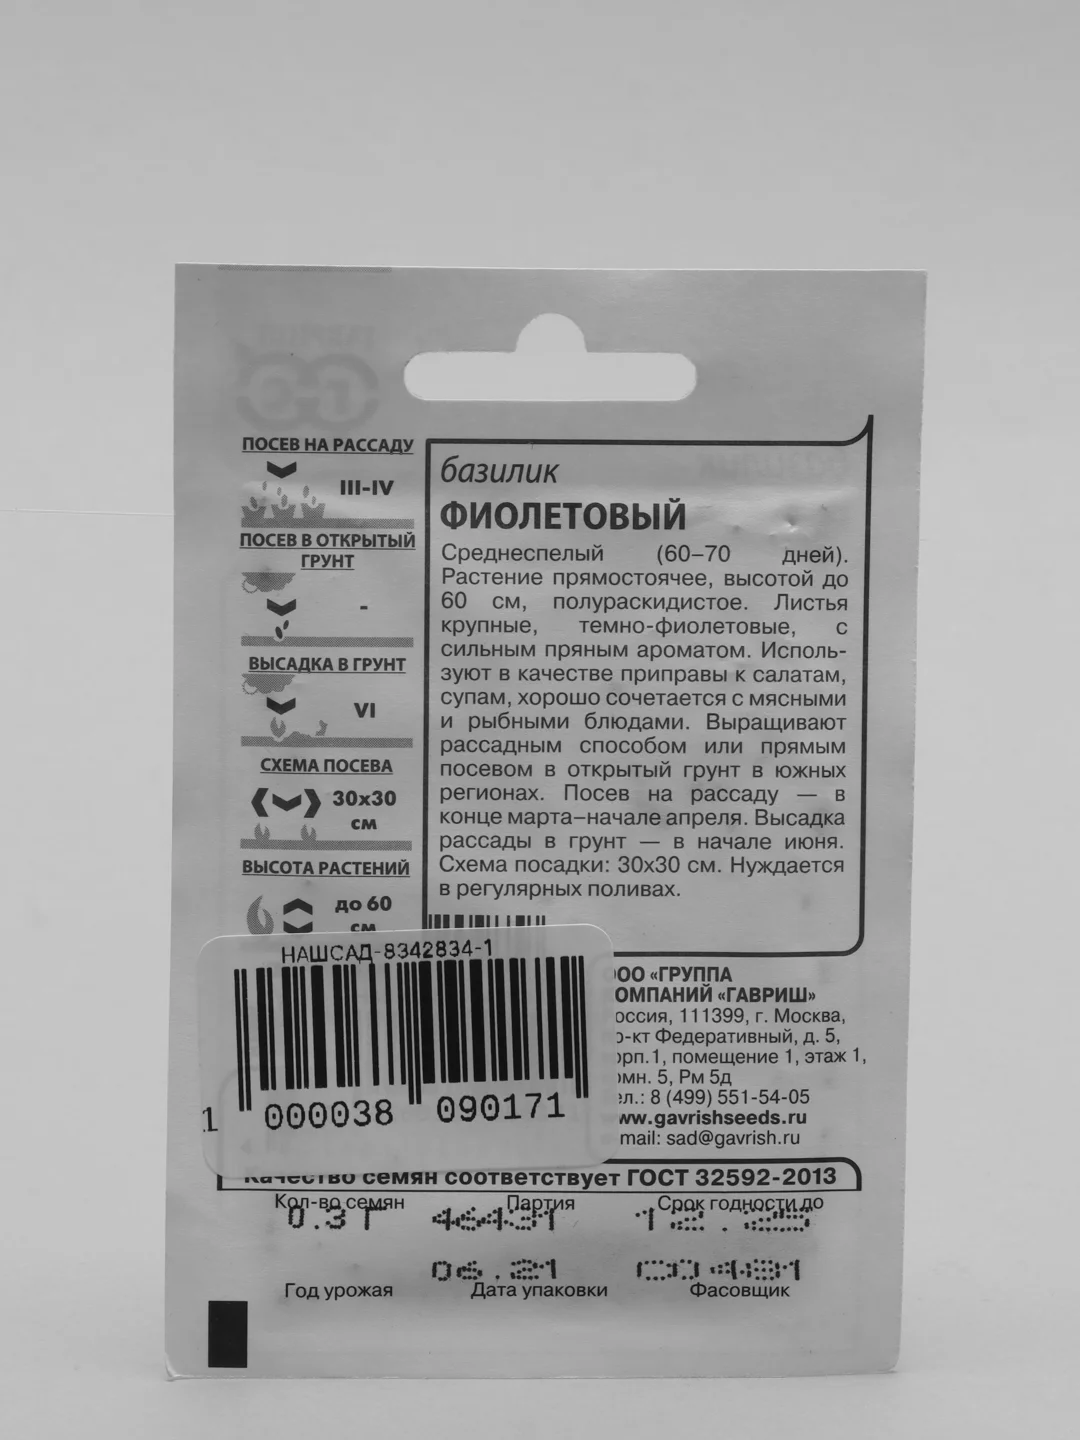 ПОСЕВ НА РАССАДУ
III-IV
ПОСЕВ В ОТКРЫТЫЙ
ГРУНТ
-
ВЫСАДКА В ГРУНТ
VI
СХЕМА ПОСЕВА
30х30
см
ВЫСОТА РАСТЕНИЙ
до 60
см
базилик
ФИОЛЕТОВЫЙ
Среднеспелый (60–70 дней).
Растение прямостоячее, высотой до
60 см, полураскидистое. Листья
крупные, темно-фиолетовые, с
сильным пряным ароматом. Исполь-
зуют в качестве приправы к салатам,
супам, хорошо сочетается с мясными
и рыбными блюдами. Выращивают
рассадным способом или прямым
посевом в открытый грунт в южных
регионах. Посев на рассаду — в
конце марта–начале апреля. Высадка
рассады в грунт — в начале июня.
Схема посадки: 30х30 см. Нуждается
в регулярных поливах.
НАШСАД-8342834-1
1 000038 090171
ООО «ГРУППА
ОМПАНИЙ «ГАВРИШ»
оссия, 111399, г. Москва,
р-кт Федеративный, д. 5,
орп.1, помещение 1, этаж 1,
омн. 5, Рм 5д
ел.: 8 (499) 551-54-05
ww.gavrishseeds.ru
mail: sad@gavrish.ru
Качество семян соответствует ГОСТ 32592-2013
Кол-во семян Партия Срок годности до
0.3 Г 46431 12.25
06.21
Год урожая Дата упаковки Фасовщик